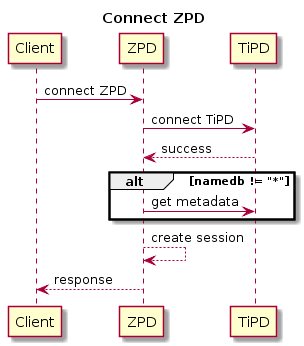 Connect ZPD
Client ZPD TiPD
connect ZPD
connect TiPD
success
alt [namedb != "*"]
get metadata
create session
response
Client ZPD TiPD